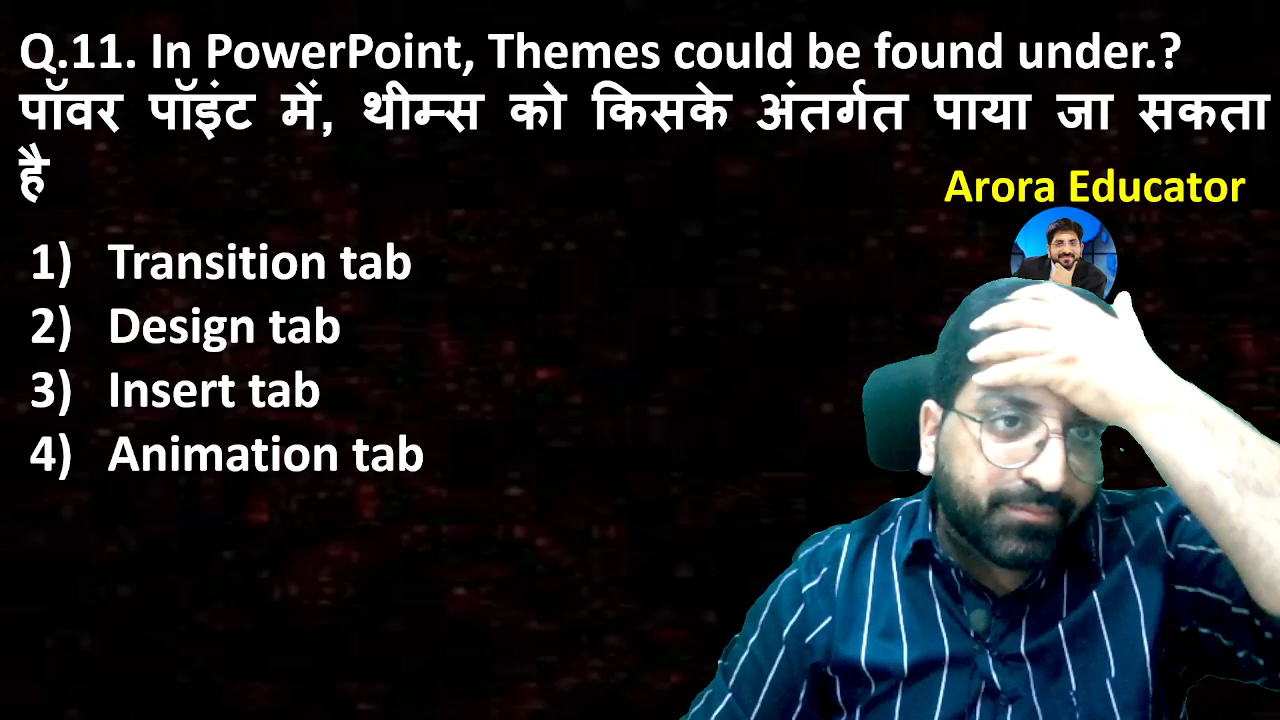 Q.11. In PowerPoint, Themes could be found under.?
पॉवर पॉइंट में, थीम्स को किसके अंतर्गत पाया जा सकता
है
Arora Educator
1) Transition tab
2) Design tab
3) Insert tab
4) Animation tab